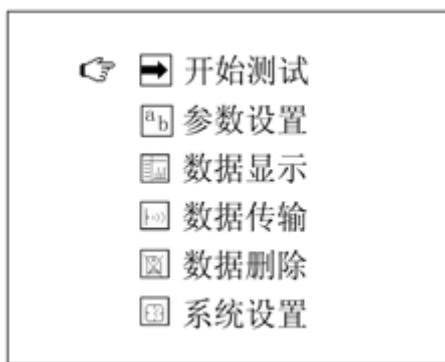 开始测试
ab 参数设置
数据显示
数据传输
数据删除
系统设置